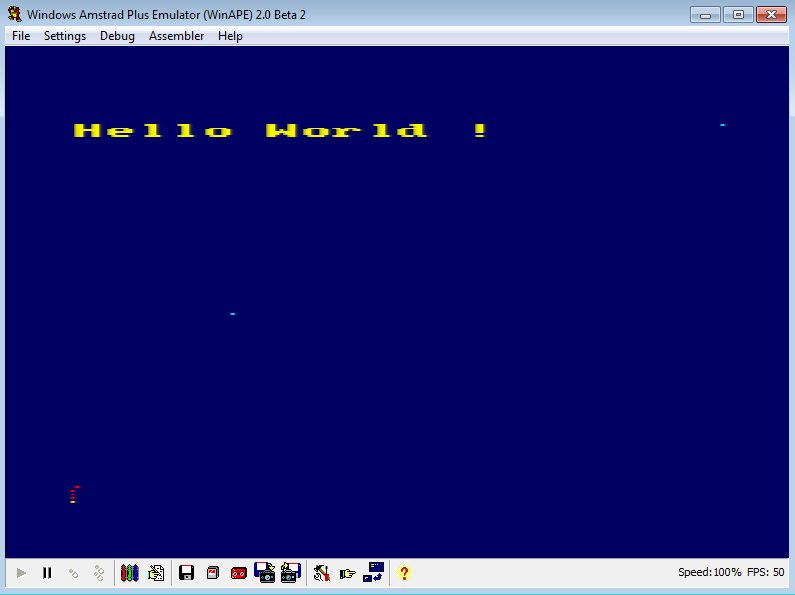 Windows Amstrad Plus Emulator (WinAPE) 2.0 Beta 2
File Settings Debug Assembler Help
Hello World !
Speed:100% FPS: 50